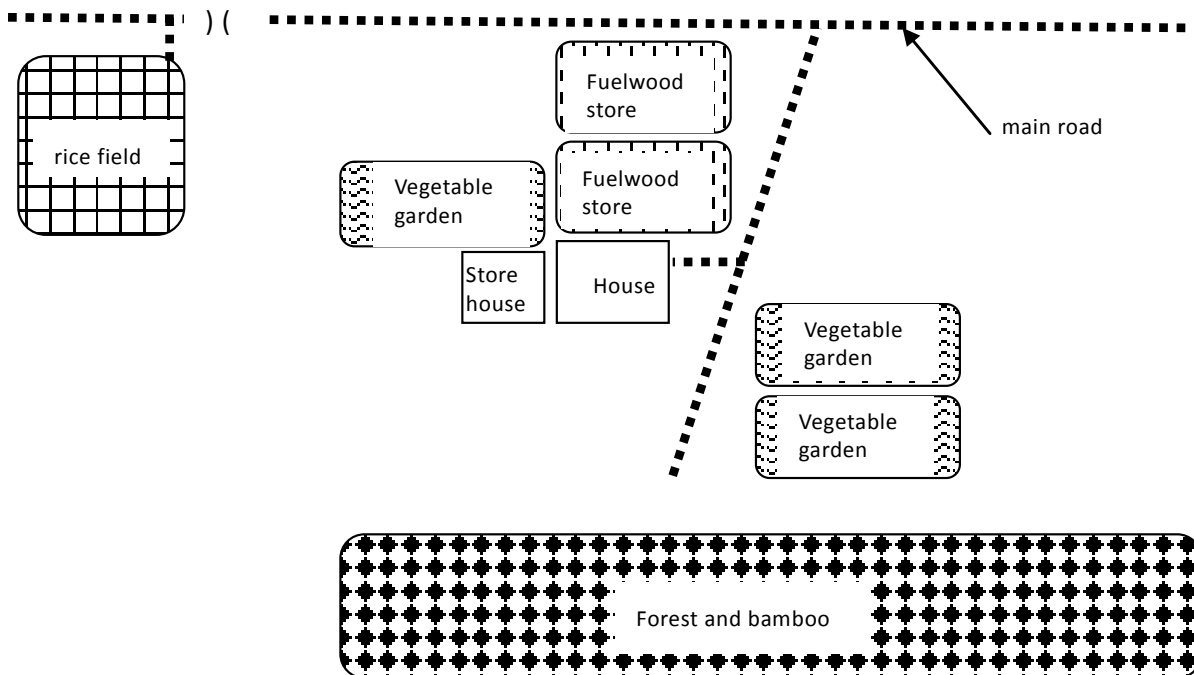 ) (
Fuelwood
store
main road
rice field
Vegetable
garden
Fuelwood
store
Store
house
House
Vegetable
garden
Vegetable
garden
Forest and bamboo